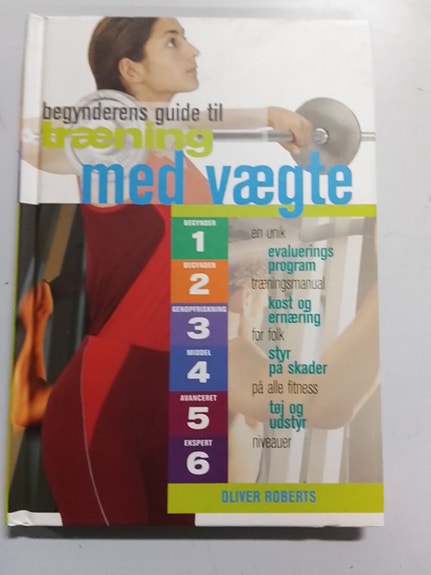 begynderens guide til
træning
med vægte
BEGYNDER
1
BEGYNDER
2
GENOPFRISKNING
3
MIDDEL
4
AVANCERET
5
EKSPERT
6
en unik
evaluerings
program
træningsmanual
kost og
ernæring
for folk
styr
på skader
på alle fitness
tøj og
udstyr
niveauer
OLIVER ROBERTS